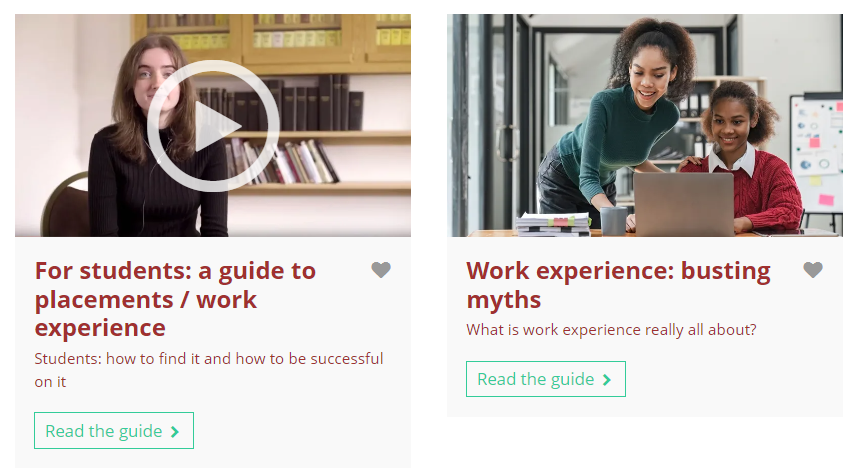 For students: a guide to
placements / work
experience
Students: how to find it and how to be successful
on it
Read the guide
Work experience: busting
myths
What is work experience really all about?
Read the guide